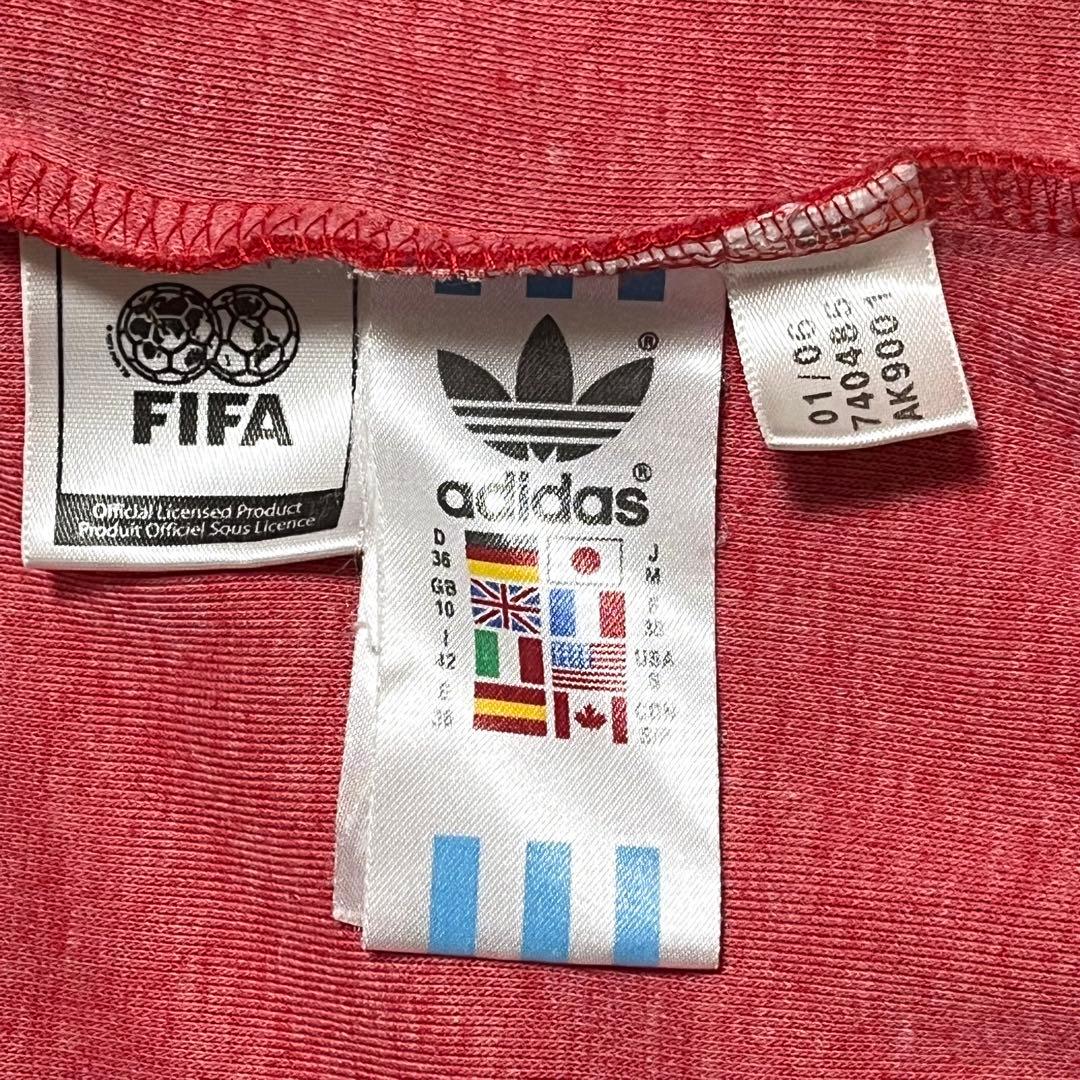 FIFA
Official Licensed Product
Produit Officiel Sous Licence
®
adidas®
D
36
GB
10
I
42
E
38
J
M
F
38
USA
S
CDN
S/P
01/06
740485
AK9001